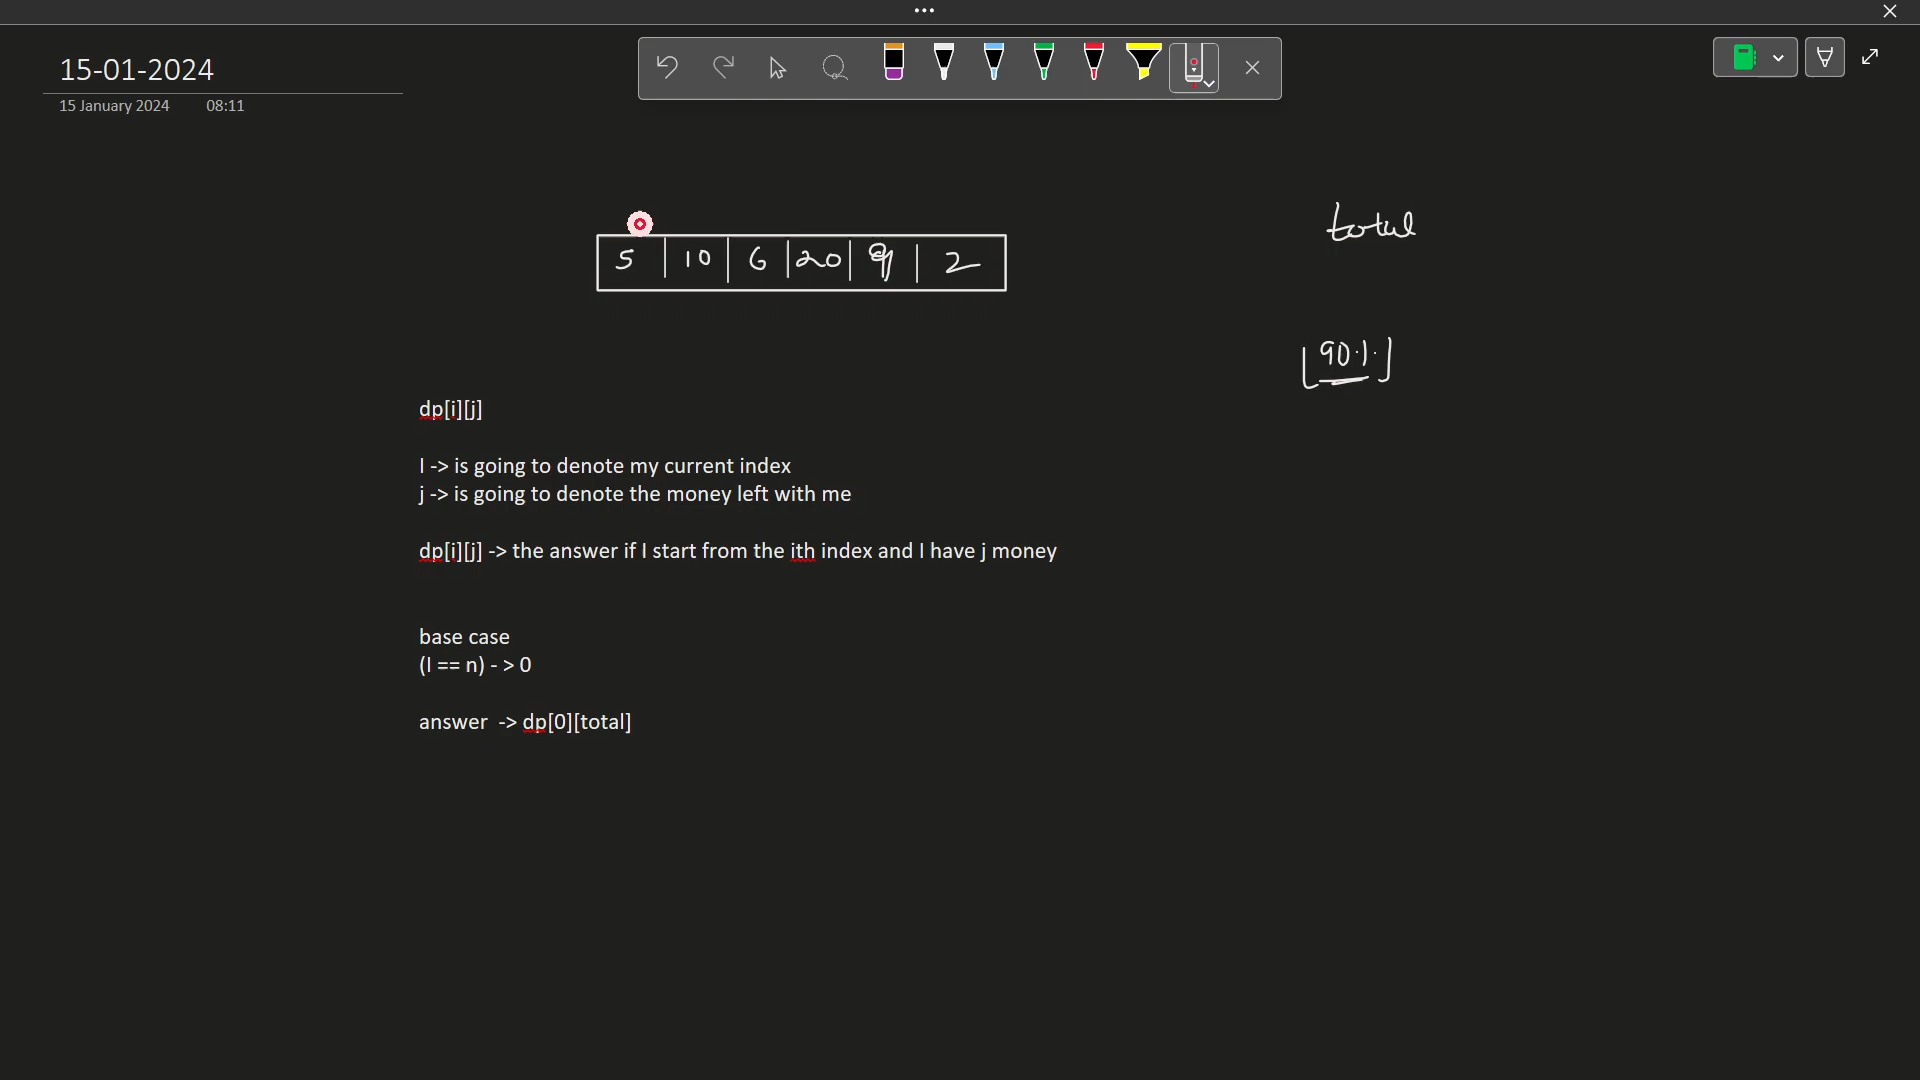 15-01-2024
15 January 2024 08:11
total
5 10 6 20 9 2
⌊90%⌋
dp[i][j]
I -> is going to denote my current index
j -> is going to denote the money left with me
dp[i][j] -> the answer if I start from the ith index and I have j money
base case
(I == n) - > 0
answer -> dp[0][total]